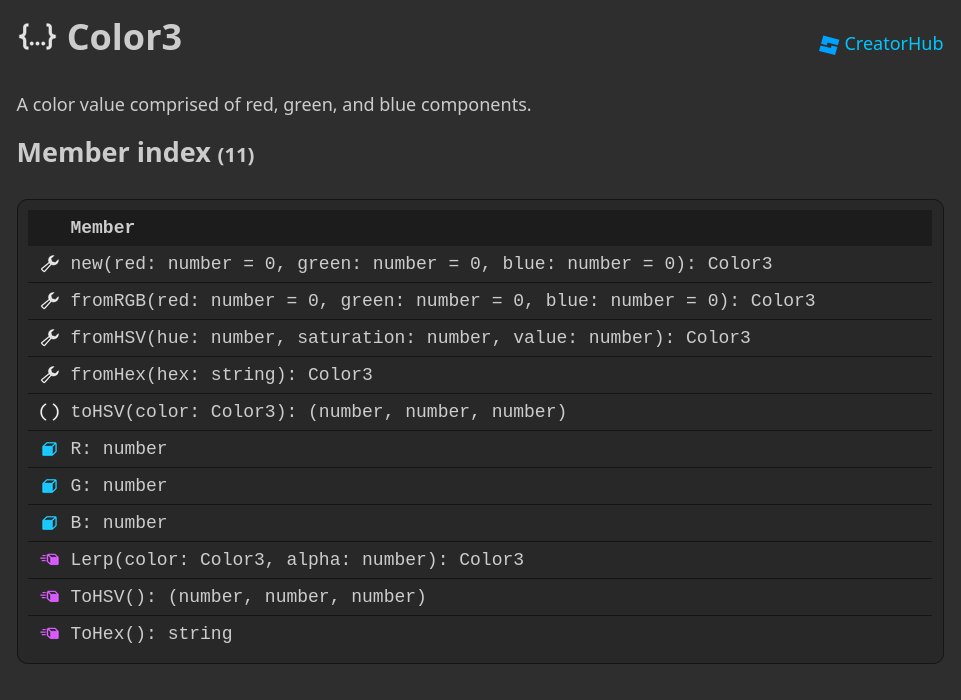 {...} Color3
CreatorHub
A color value comprised of red, green, and blue components.
Member index (11)
Member
new(red: number = 0, green: number = 0, blue: number = 0): Color3
fromRGB(red: number = 0, green: number = 0, blue: number = 0): Color3
fromHSV(hue: number, saturation: number, value: number): Color3
fromHex(hex: string): Color3
() toHSV(color: Color3): (number, number, number)
R: number
G: number
B: number
Lerp(color: Color3, alpha: number): Color3
ToHSV(): (number, number, number)
ToHex(): string